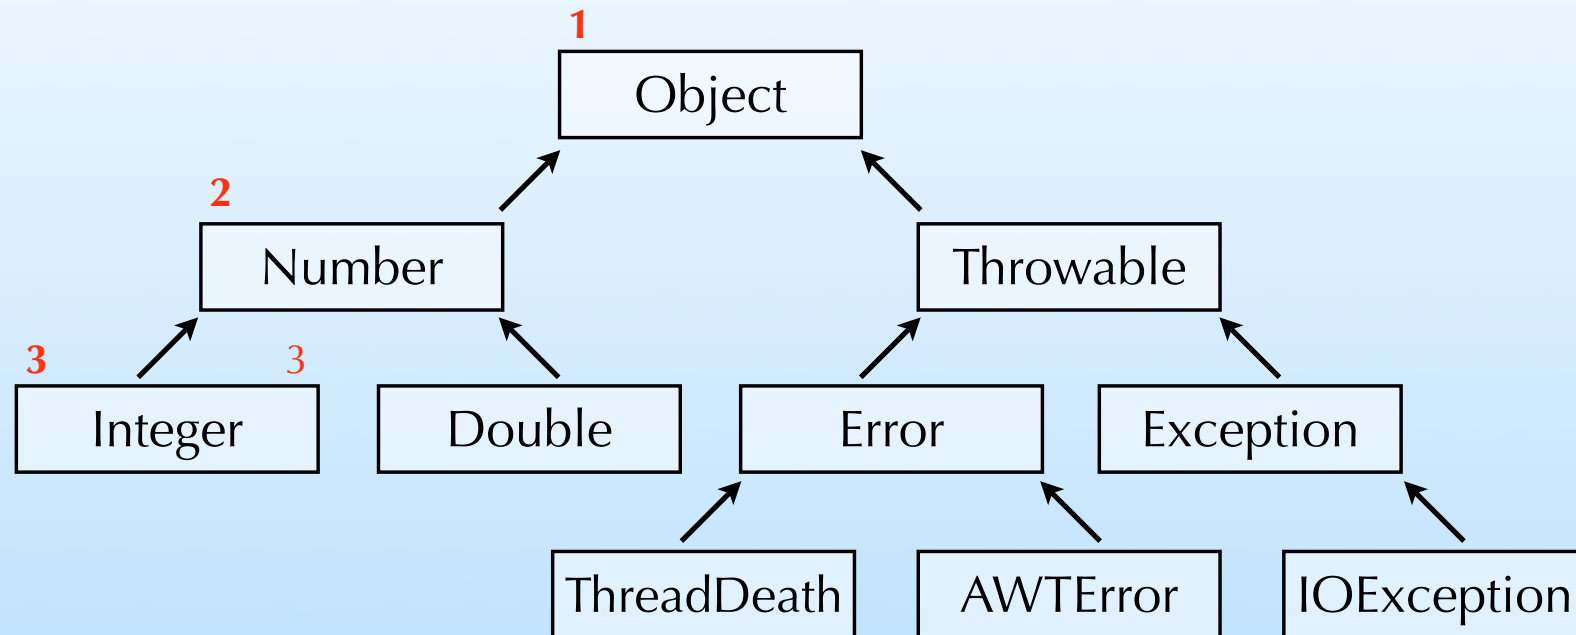 1
Object
2
Number Throwable
3 3
Integer Double Error Exception
ThreadDeath AWTError IOException